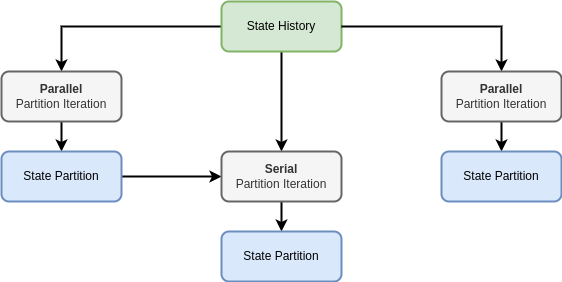 State History
Parallel
Partition Iteration
Parallel
Partition Iteration
State Partition
Serial
Partition Iteration
State Partition
State Partition